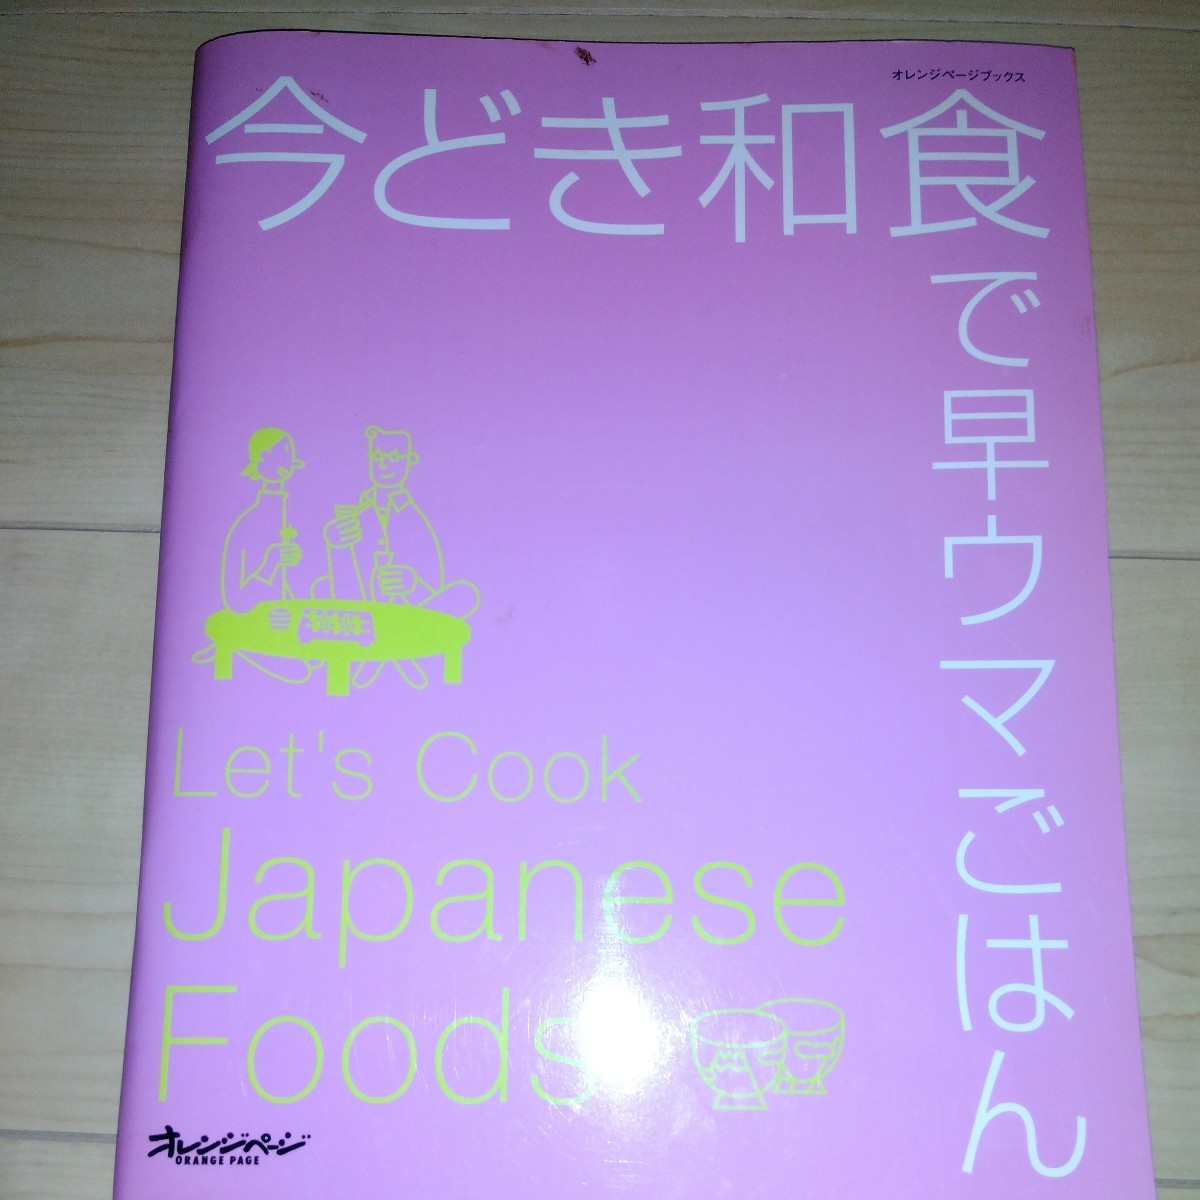 オレンジページブックス
今どき和食
で早ウマごはん
Let's Cook
Japanese
Foods
オレンジページ
ORANGE PAGE